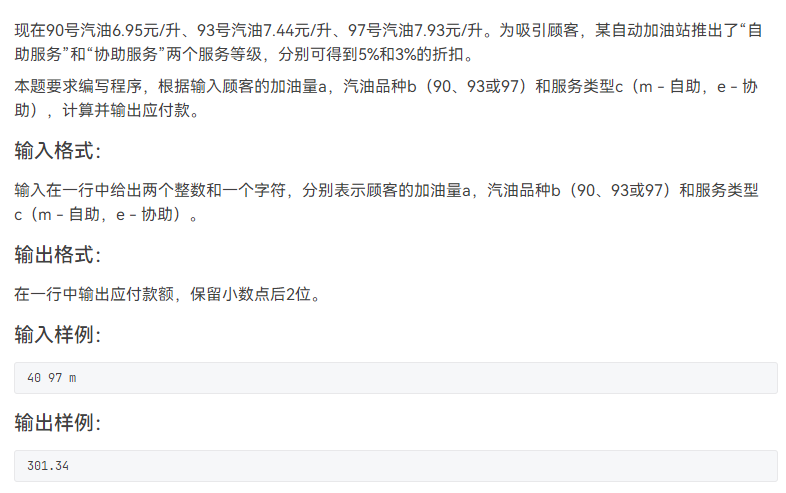 现在90号汽油6.95元/升、93号汽油7.44元/升、97号汽油7.93元/升。为吸引顾客，某自动加油站推出了“自
助服务”和“协助服务”两个服务等级，分别可得到5%和3%的折扣。
本题要求编写程序，根据输入顾客的加油量a，汽油品种b（90、93或97）和服务类型c（m - 自助，e - 协
助），计算并输出应付款。
输入格式：
输入在一行中给出两个整数和一个字符，分别表示顾客的加油量a，汽油品种b（90、93或97）和服务类型
c（m - 自助，e - 协助）。
输出格式：
在一行中输出应付款额，保留小数点后2位。
输入样例：
40 97 m
输出样例：
301.34